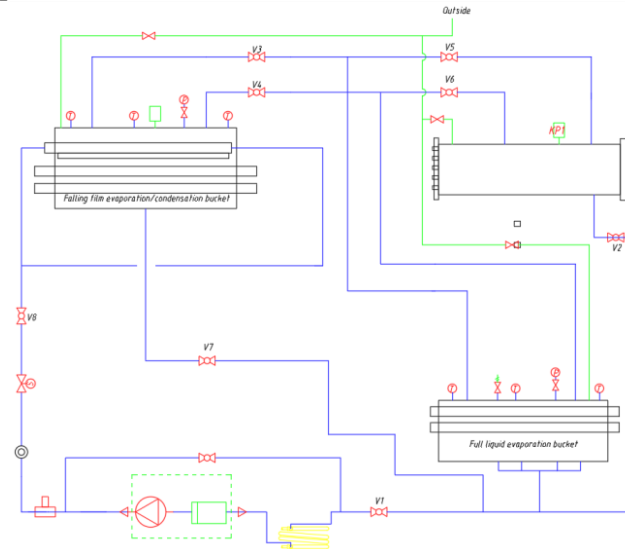 Outside
V3
V5
V4
V6
T
T
P
T
KP1
Falling film evaporation/condensation bucket
V2
V8
V7
S
T
T
P
T
Full liquid evaporation bucket
V1